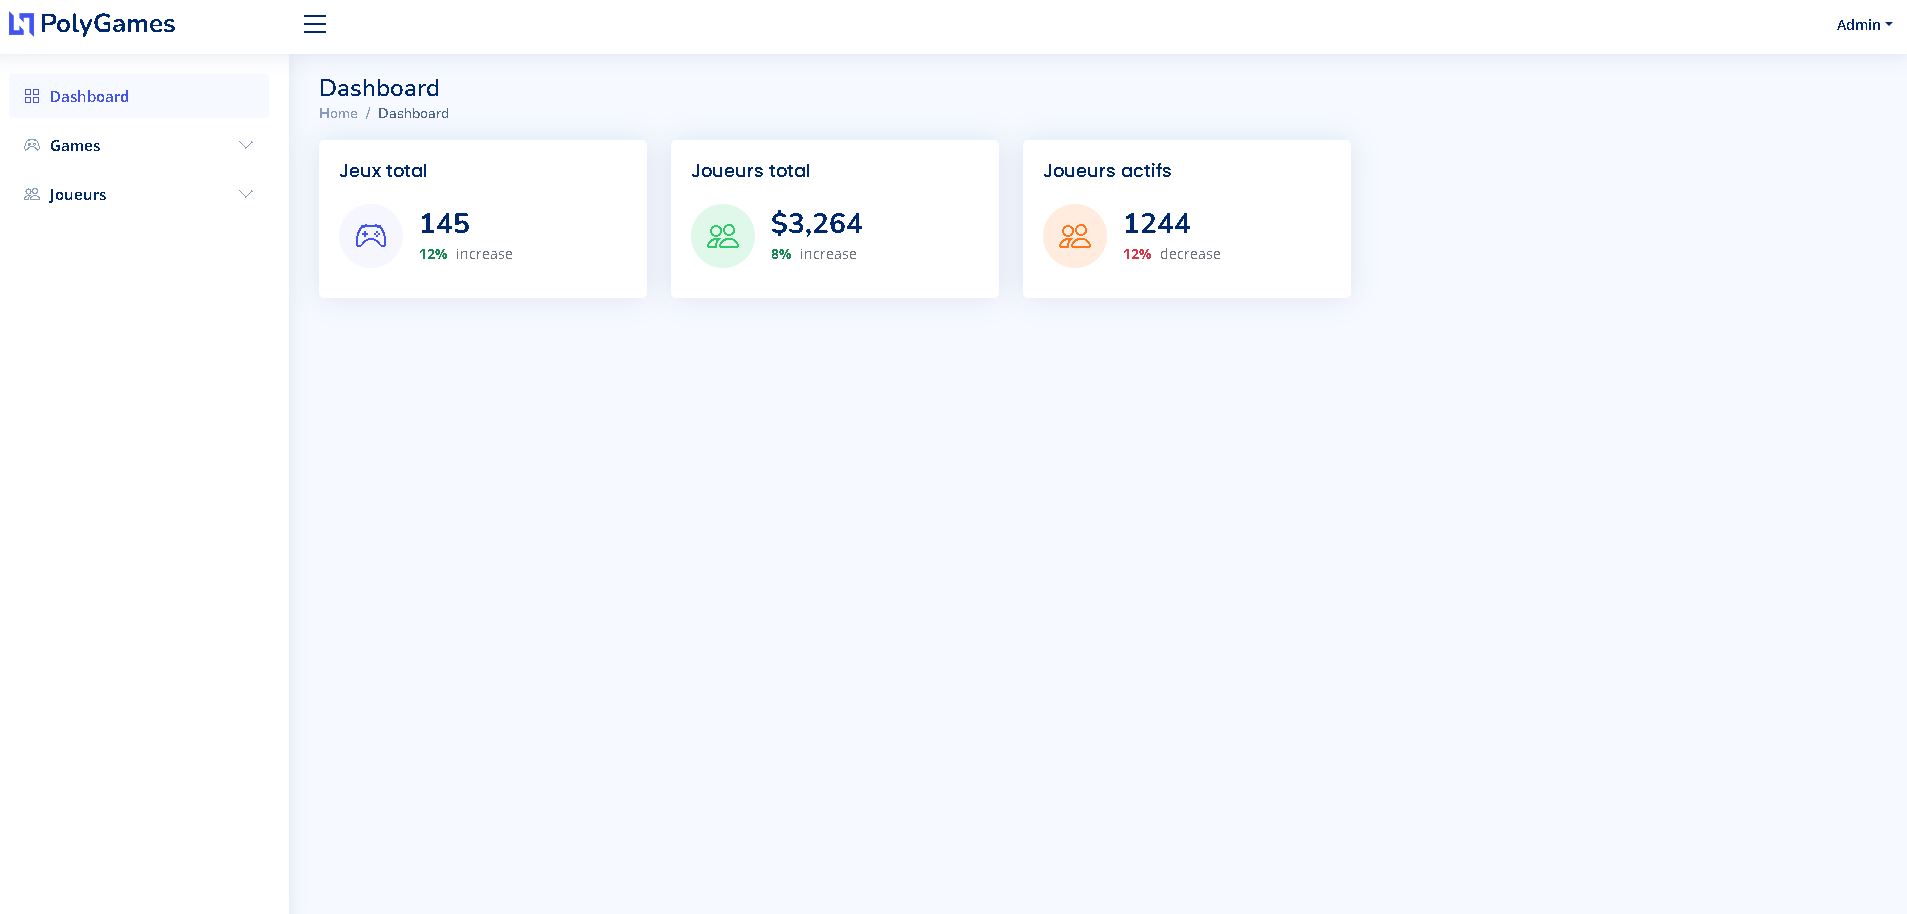 PolyGames
Admin
Dashboard
Games
Joueurs
Dashboard
Home / Dashboard
Jeux total
145
12% increase
Joueurs total
$3,264
8% increase
Joueurs actifs
1244
12% decrease